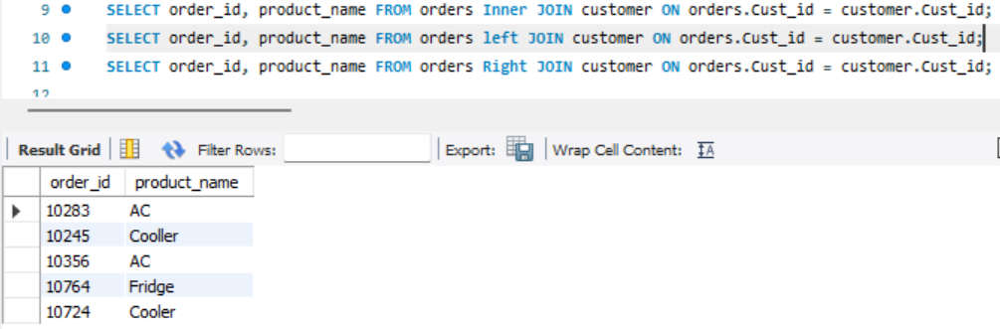 9 SELECT order_id, product_name FROM orders Inner JOIN customer ON orders.Cust_id = customer.Cust_id;
10 SELECT order_id, product_name FROM orders left JOIN customer ON orders.Cust_id = customer.Cust_id;
11 SELECT order_id, product_name FROM orders Right JOIN customer ON orders.Cust_id = customer.Cust_id;
12
Result Grid Filter Rows: Export: Wrap Cell Content: IA
order_id product_name
10283 AC
10245 Cooller
10356 AC
10764 Fridge
10724 Cooler